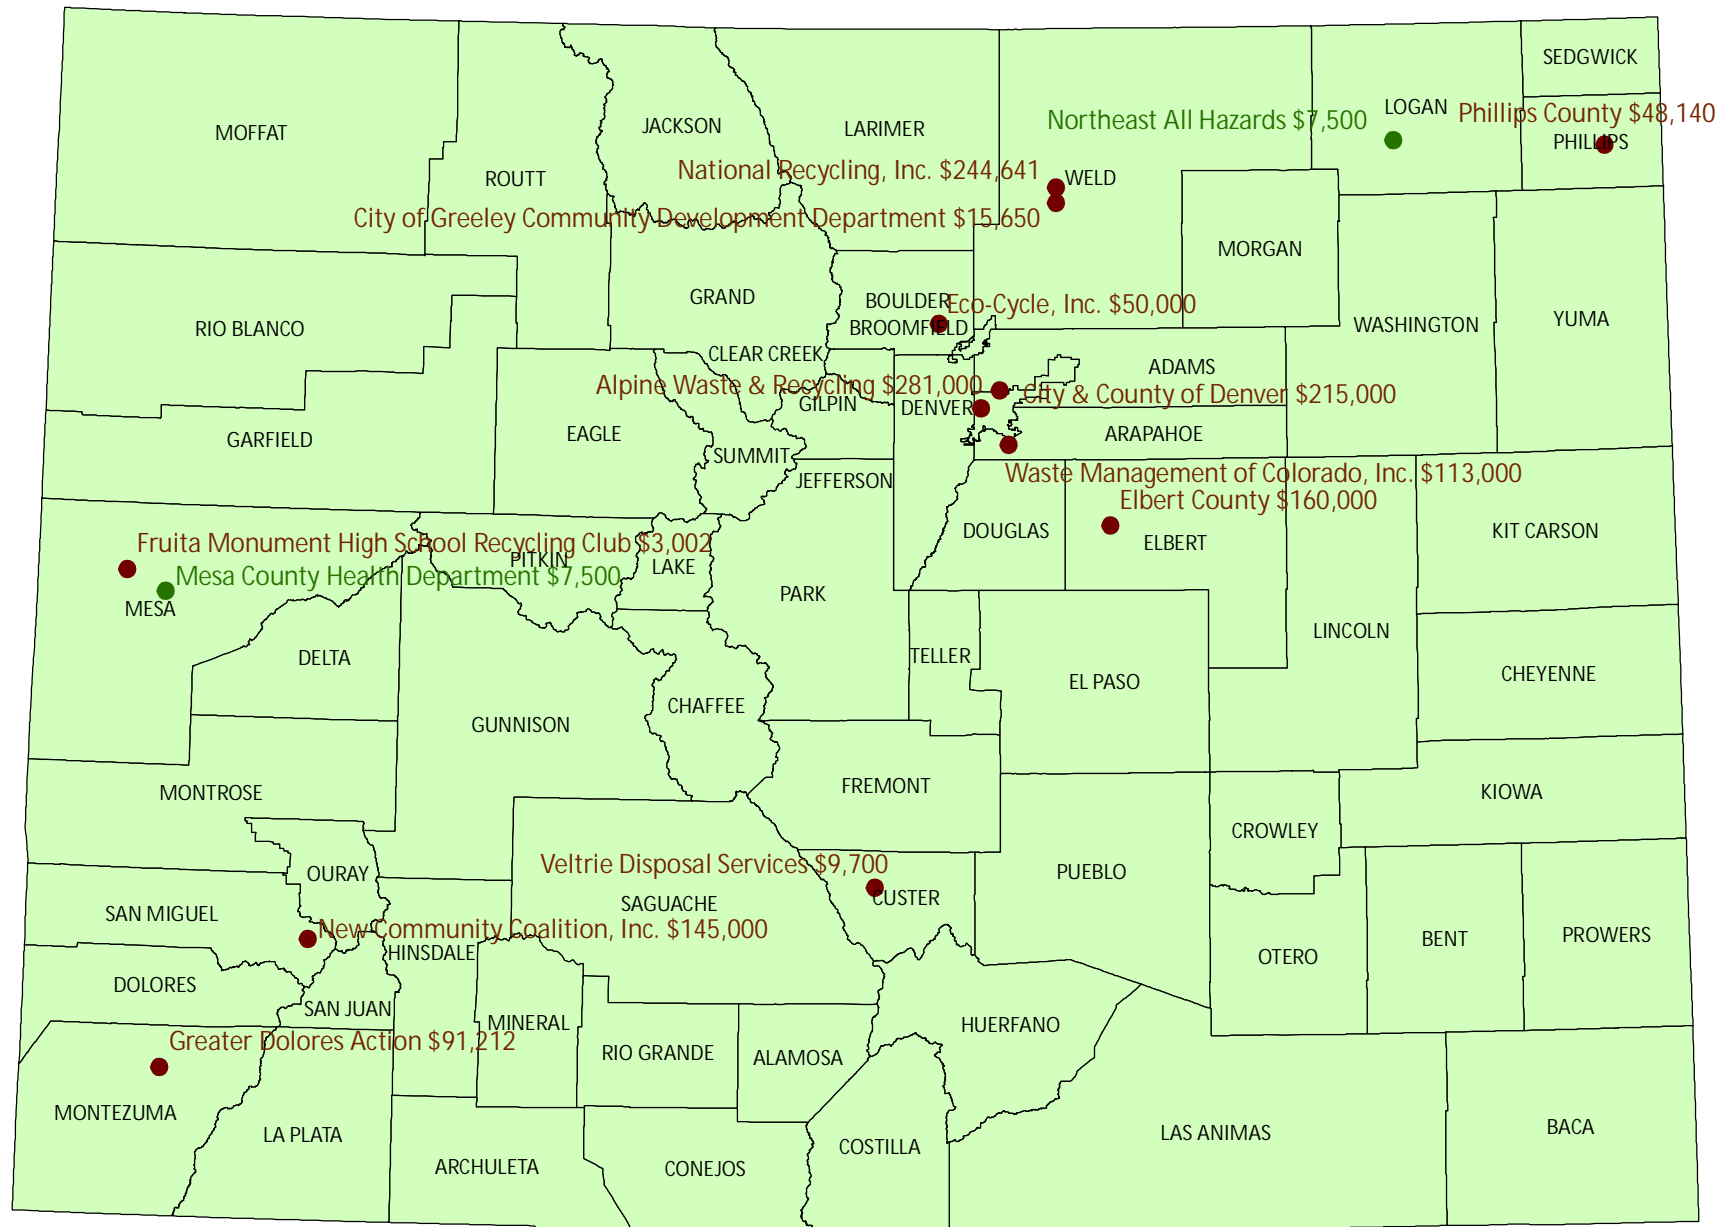 SEDGWICK
LOGAN
Phillips County $48,140
Northeast All Hazards $7,500
JACKSON
LARIMER
MOFFAT
PHILLIPS
National Recycling, Inc. $244,641
WELD
ROUTT
City of Greeley Community Development Department $15,650
MORGAN
GRAND
BOULDER
Eco-Cycle, Inc. $50,000
YUMA
RIO BLANCO
BROOMFIELD
WASHINGTON
CLEAR CREEK
ADAMS
Alpine Waste & Recycling $281,000
City & County of Denver $215,000
GILPIN
DENVER
EAGLE
ARAPAHOE
GARFIELD
SUMMIT
Waste Management of Colorado, Inc. $113,000
JEFFERSON
Elbert County $160,000
DOUGLAS
KIT CARSON
Fruita Monument High School Recycling Club $3,002
ELBERT
PITKIN
LAKE
Mesa County Health Department $7,500
PARK
MESA
LINCOLN
DELTA
TELLER
CHEYENNE
EL PASO
CHAFFEE
GUNNISON
FREMONT
MONTROSE
KIOWA
CROWLEY
Veltrie Disposal Services $9,700
OURAY
PUEBLO
CUSTER
SAGUACHE
SAN MIGUEL
New Community Coalition, Inc. $145,000
PROWERS
BENT
HINSDALE
OTERO
DOLORES
SAN JUAN
MINERAL
HUERFANO
Greater Dolores Action $91,212
RIO GRANDE
ALAMOSA
MONTEZUMA
BACA
LAS ANIMAS
LA PLATA
COSTILLA
ARCHULETA
CONEJOS